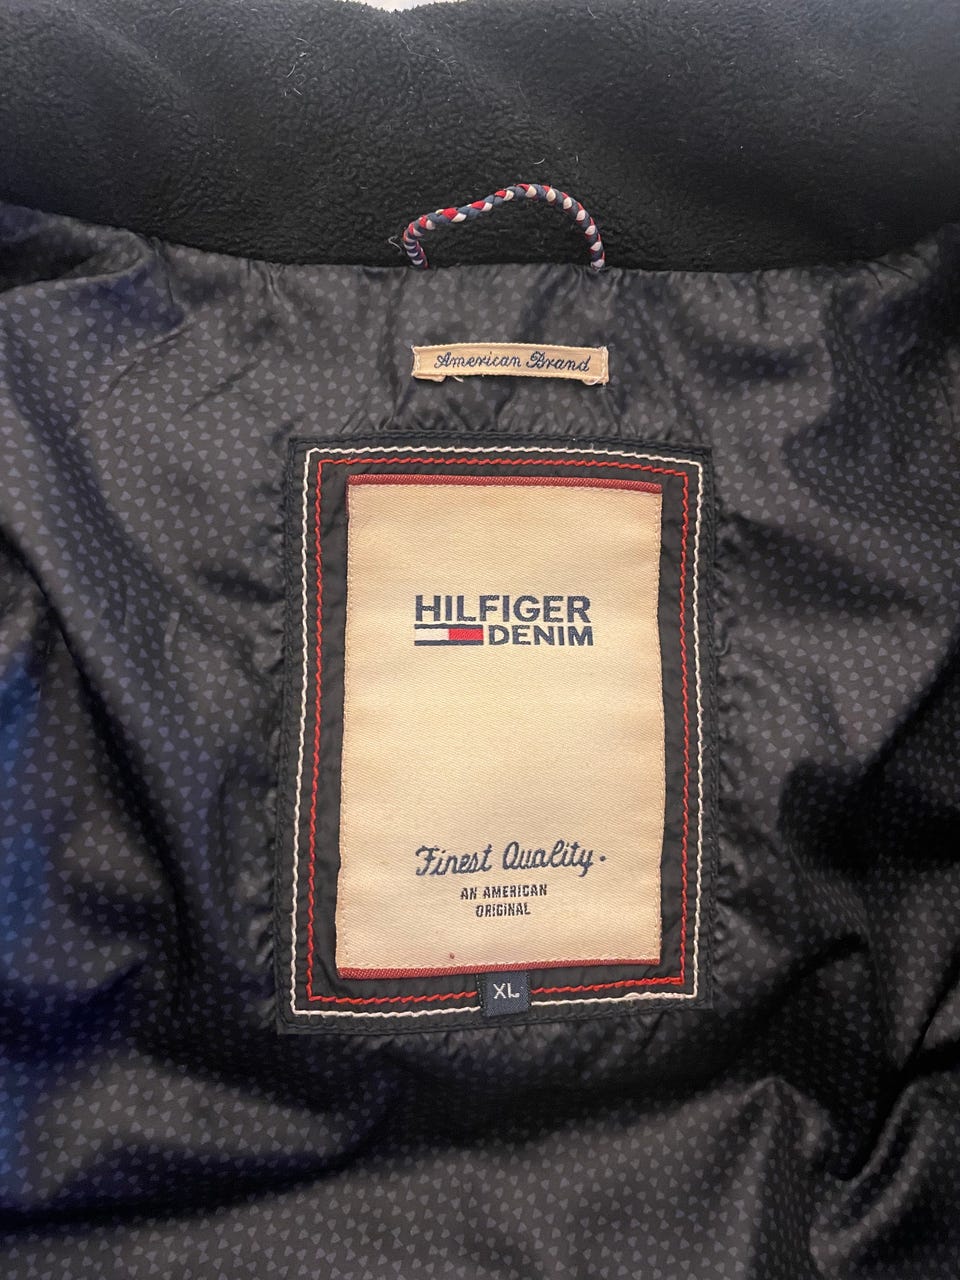 American Brand
HILFIGER
DENIM
Finest Quality.
AN AMERICAN
ORIGINAL
XL